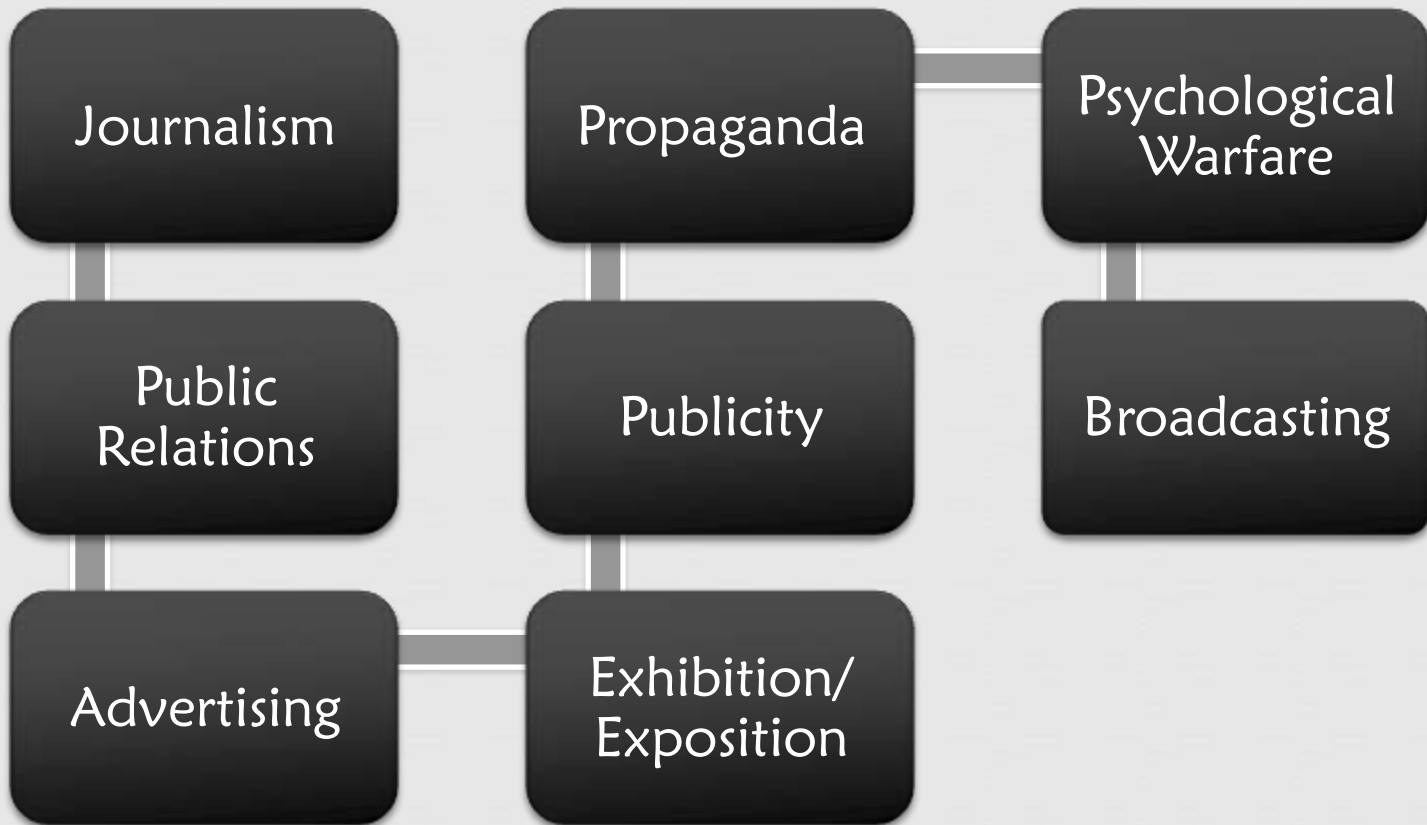 Journalism
Public
Relations
Advertising
Exhibition/
Exposition
Publicity
Propaganda
Psychological
Warfare
Broadcasting